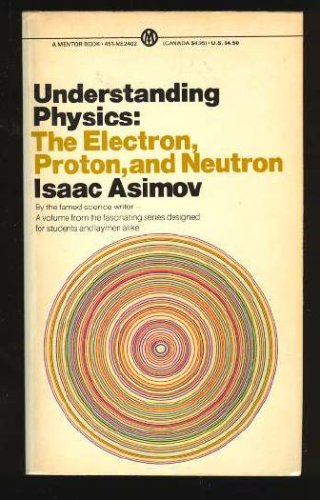 A MENTOR BOOK • 451-ME2402 (CANADA $4.95) • U.S. $4.50
Understanding
Physics:
The Electron,
Proton, and Neutron
Isaac Asimov
By the famed science writer—
A volume from the fascinating series designed
for students and laymen alike